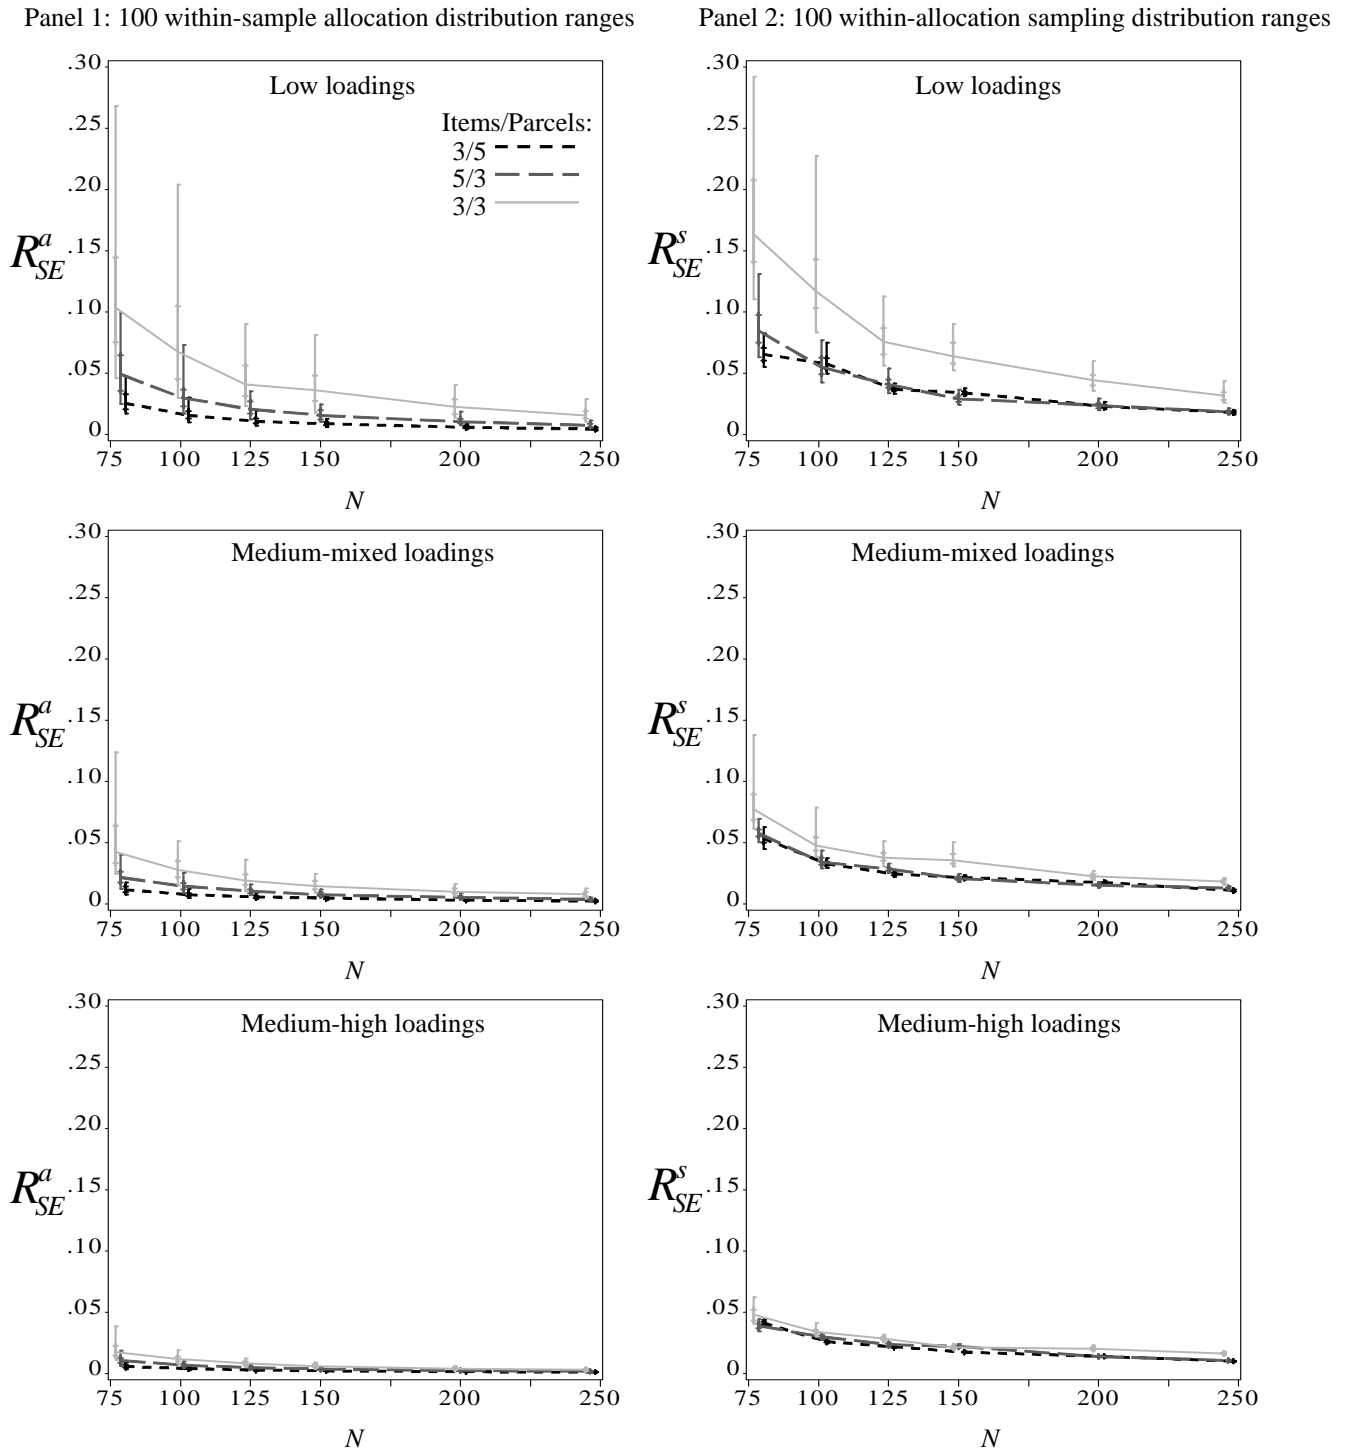 Panel 1: 100 within-sample allocation distribution ranges
Low loadings
Items/Parcels:
3/5
5/3
3/3
R^a_SE
.30
.25
.20
.15
.10
.05
0
75 100 125 150 200 250
N
Medium-mixed loadings
R^a_SE
.30
.25
.20
.15
.10
.05
0
75 100 125 150 200 250
N
Medium-high loadings
R^a_SE
.30
.25
.20
.15
.10
.05
0
75 100 125 150 200 250
N
Panel 2: 100 within-allocation sampling distribution ranges
Low loadings
R^s_SE
.30
.25
.20
.15
.10
.05
0
75 100 125 150 200 250
N
Medium-mixed loadings
R^s_SE
.30
.25
.20
.15
.10
.05
0
75 100 125 150 200 250
N
Medium-high loadings
R^s_SE
.30
.25
.20
.15
.10
.05
0
75 100 125 150 200 250
N